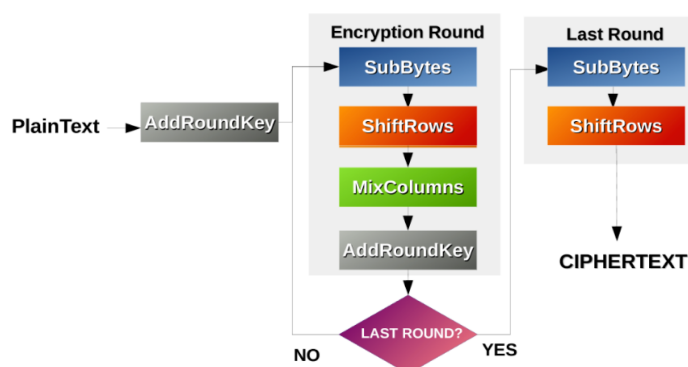 Encryption Round
Last Round
SubBytes
SubBytes
PlainText
AddRoundKey
ShiftRows
ShiftRows
MixColumns
AddRoundKey
CIPHERTEXT
LAST ROUND?
NO
YES